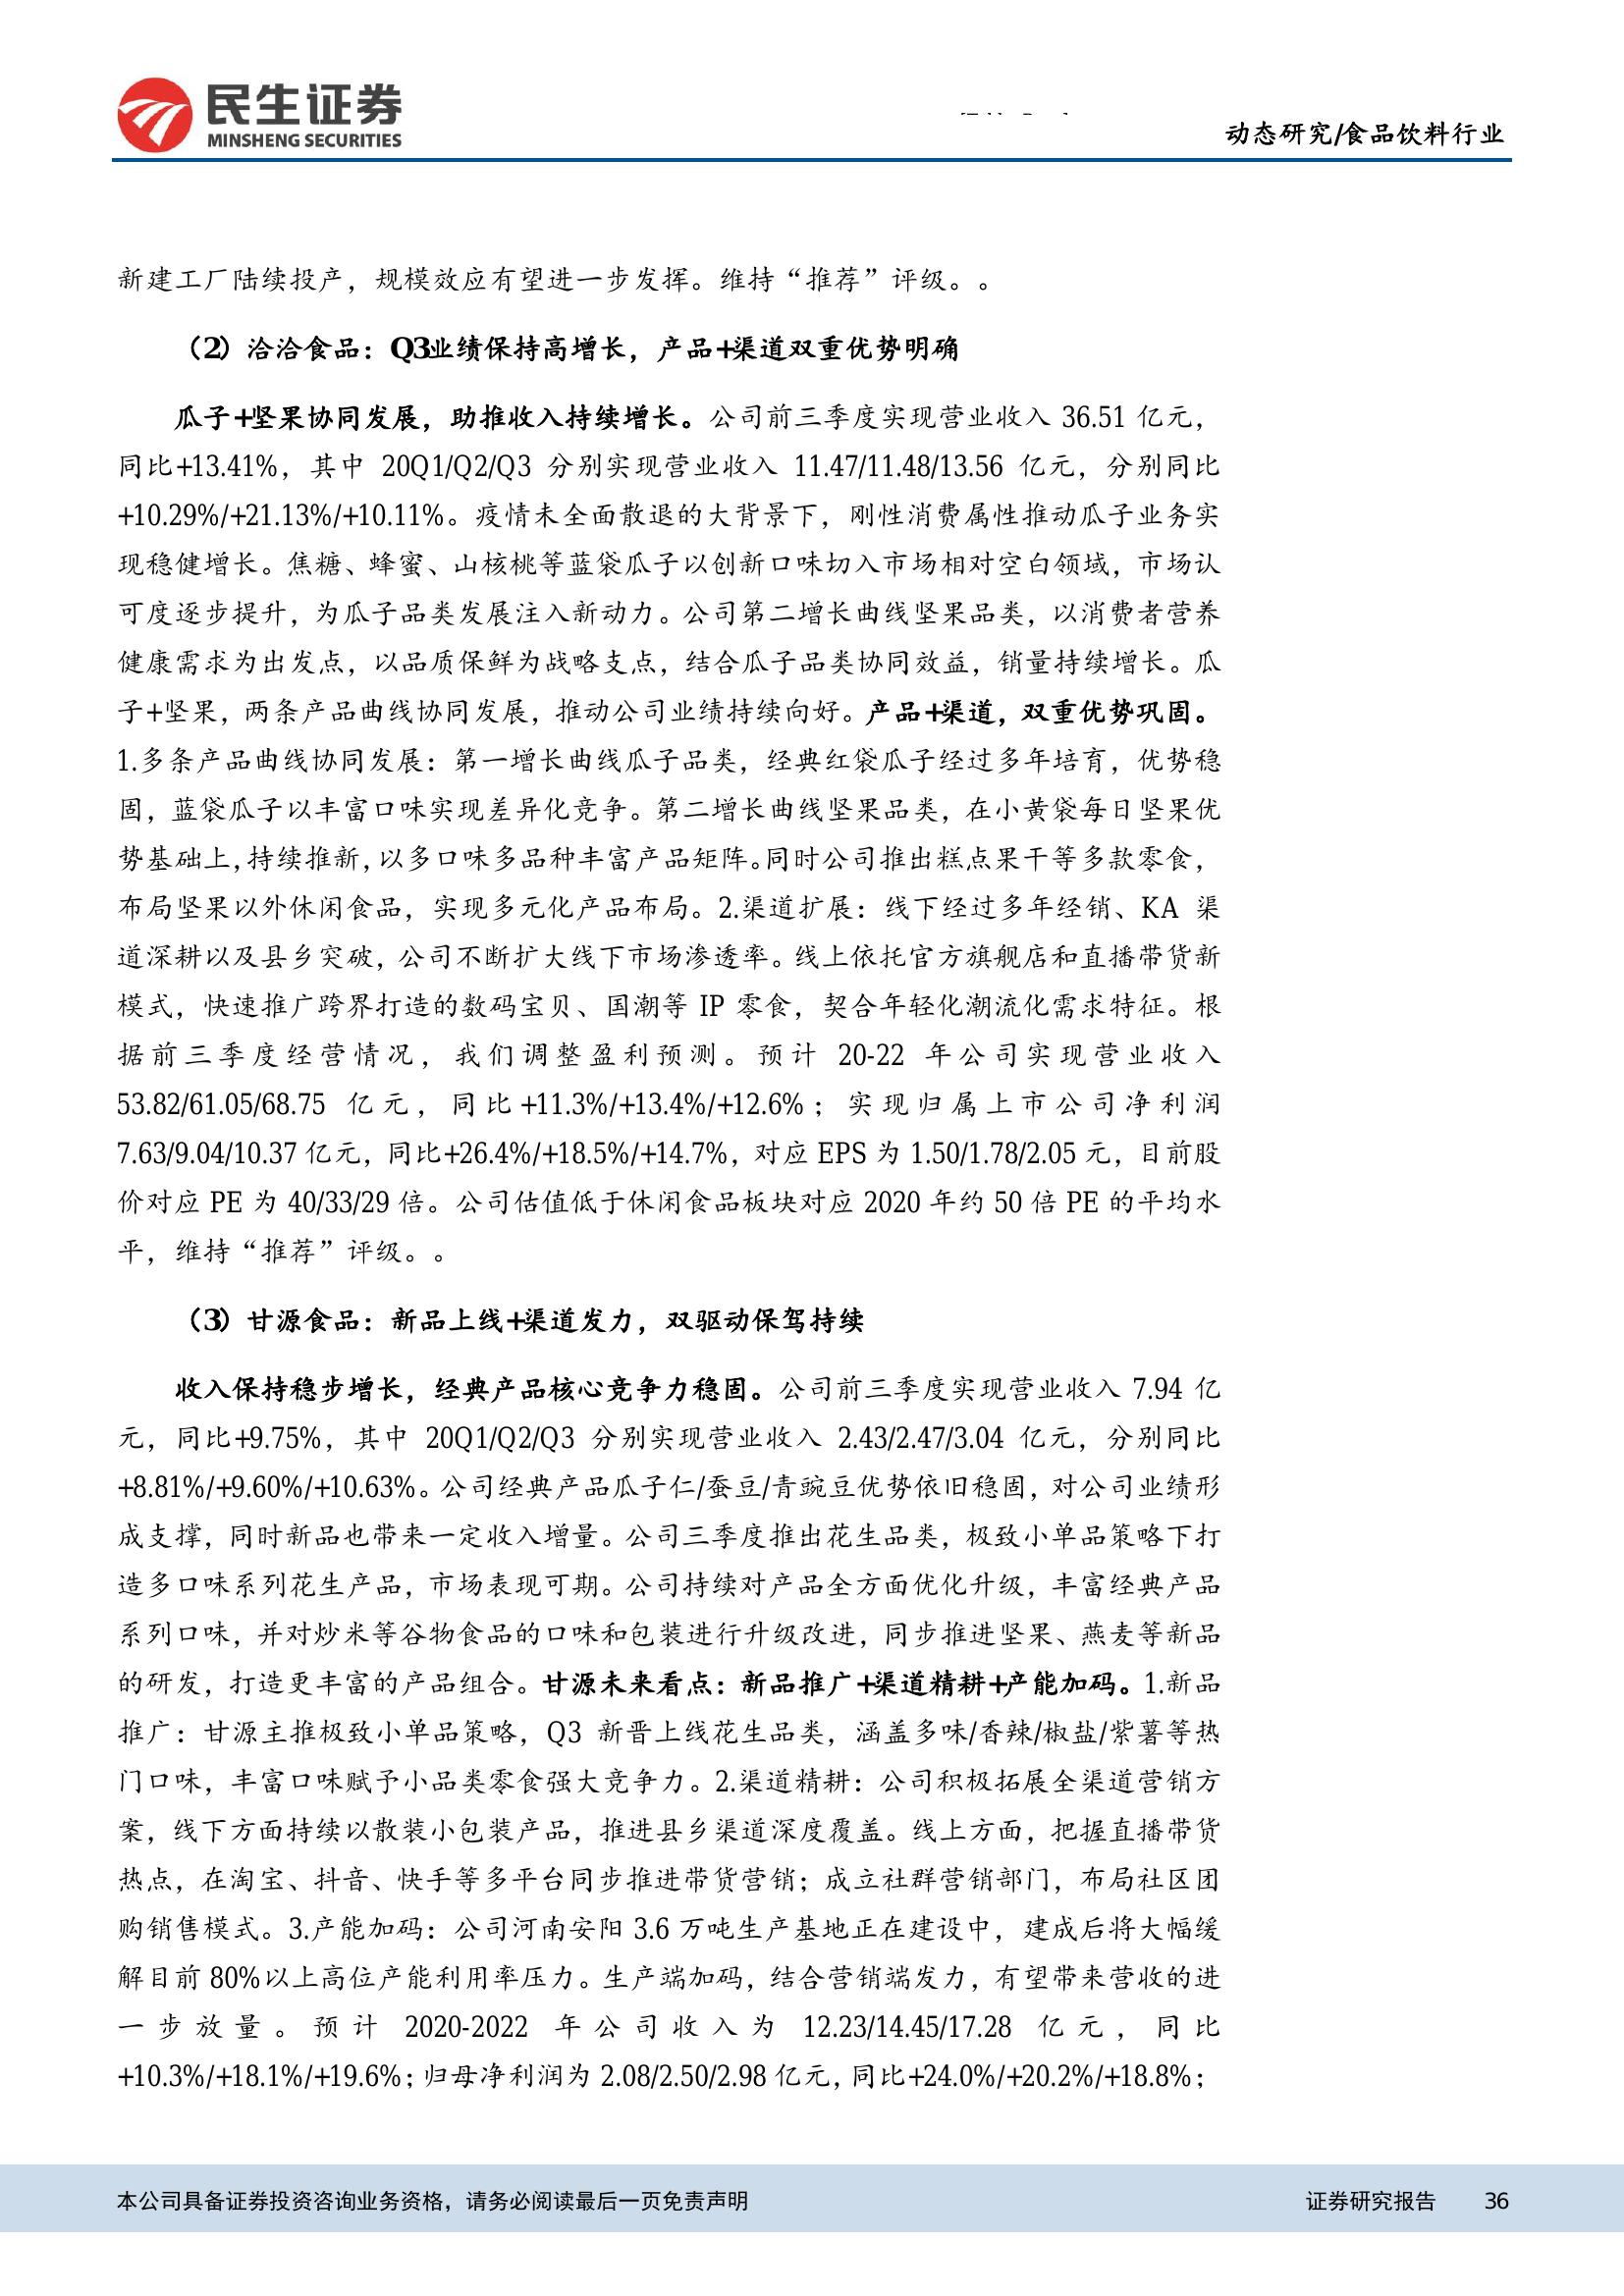 民生证券
MINSHENG SECURITIES
动态研究/食品饮料行业
新建工厂陆续投产，规模效应有望进一步发挥。维持“推荐”评级。。
（2）洽洽食品：Q3业绩保持高增长，产品+渠道双重优势明确
瓜子+坚果协同发展，助推收入持续增长。公司前三季度实现营业收入 36.51 亿元，
同比+13.41%，其中 20Q1/Q2/Q3 分别实现营业收入 11.47/11.48/13.56 亿元，分别同比
+10.29%/+21.13%/+10.11%。疫情未全面散退的大背景下，刚性消费属性推动瓜子业务实
现稳健增长。焦糖、蜂蜜、山核桃等蓝袋瓜子以创新口味切入市场相对空白领域，市场认
可度逐步提升，为瓜子品类发展注入新动力。公司第二增长曲线坚果品类，以消费者营养
健康需求为出发点，以品质保鲜为战略支点，结合瓜子品类协同效益，销量持续增长。瓜
子+坚果，两条产品曲线协同发展，推动公司业绩持续向好。产品+渠道，双重优势巩固。
1.多条产品曲线协同发展：第一增长曲线瓜子品类，经典红袋瓜子经过多年培育，优势稳
固，蓝袋瓜子以丰富口味实现差异化竞争。第二增长曲线坚果品类，在小黄袋每日坚果优
势基础上，持续推新，以多口味多品种丰富产品矩阵。同时公司推出糕点果干等多款零食，
布局坚果以外休闲食品，实现多元化产品布局。2.渠道扩展：线下经过多年经销、KA 渠
道深耕以及县乡突破，公司不断扩大线下市场渗透率。线上依托官方旗舰店和直播带货新
模式，快速推广跨界打造的数码宝贝、国潮等 IP 零食，契合年轻化潮流化需求特征。根
据前三季度经营情况，我们调整盈利预测。预计 20-22 年公司实现营业收入
53.82/61.05/68.75 亿元，同比+11.3%/+13.4%/+12.6%；实现归属上市公司净利润
7.63/9.04/10.37 亿元，同比+26.4%/+18.5%/+14.7%，对应 EPS 为 1.50/1.78/2.05 元，目前股
价对应 PE 为 40/33/29 倍。公司估值低于休闲食品板块对应 2020 年约 50 倍 PE 的平均水
平，维持“推荐”评级。。
（3）甘源食品：新品上线+渠道发力，双驱动保驾持续
收入保持稳步增长，经典产品核心竞争力稳固。公司前三季度实现营业收入 7.94 亿
元，同比+9.75%，其中 20Q1/Q2/Q3 分别实现营业收入 2.43/2.47/3.04 亿元，分别同比
+8.81%/+9.60%/+10.63%。公司经典产品瓜子仁/蚕豆/青豌豆优势依旧稳固，对公司业绩形
成支撑，同时新品也带来一定收入增量。公司三季度推出花生品类，极致小单品策略下打
造多口味系列花生产品，市场表现可期。公司持续对产品全方面优化升级，丰富经典产品
系列口味，并对炒米等谷物食品的口味和包装进行升级改进，同步推进坚果、燕麦等新品
的研发，打造更丰富的产品组合。甘源未来看点：新品推广+渠道精耕+产能加码。1.新品
推广：甘源主推极致小单品策略，Q3 新晋上线花生品类，涵盖多味/香辣/椒盐/紫薯等热
门口味，丰富口味赋予小品类零食强大竞争力。2.渠道精耕：公司积极拓展全渠道营销方
案，线下方面持续以散装小包装产品，推进县乡渠道深度覆盖。线上方面，把握直播带货
热点，在淘宝、抖音、快手等多平台同步推进带货营销；成立社群营销部门，布局社区团
购销售模式。3.产能加码：公司河南安阳 3.6 万吨生产基地正在建设中，建成后将大幅缓
解目前 80%以上高位产能利用率压力。生产端加码，结合营销端发力，有望带来营收的进
一步放量。预计 2020-2022 年公司收入为 12.23/14.45/17.28 亿元，同比
+10.3%/+18.1%/+19.6%；归母净利润为 2.08/2.50/2.98 亿元，同比+24.0%/+20.2%/+18.8%；
本公司具备证券投资咨询业务资格，请务必阅读最后一页免责声明
证券研究报告 36